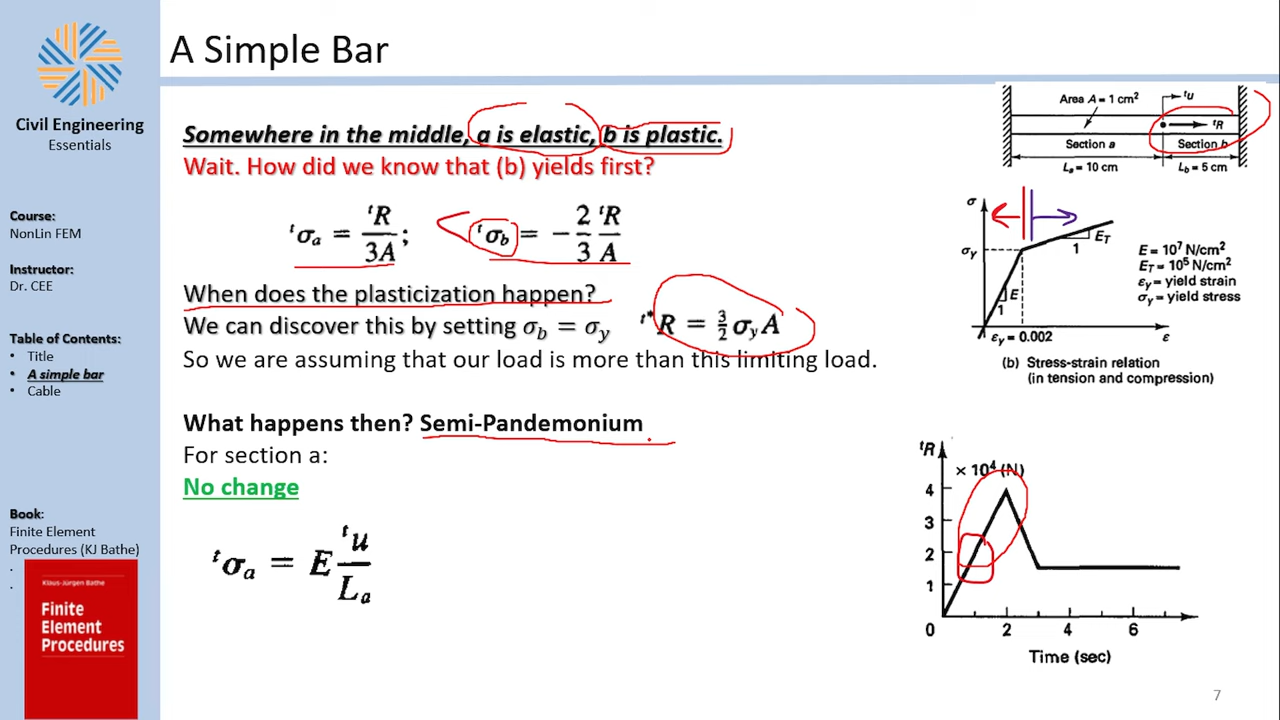 A Simple Bar
Civil Engineering
Essentials
Course:
NonLin FEM
Instructor:
Dr. CEE
Table of Contents:
• Title
• A simple bar
• Cable
Book:
Finite Element
Procedures (KJ Bathe)
.
.
Klaus-Jürgen Bathe
Finite
Element
Procedures
Somewhere in the middle, a is elastic, b is plastic.
Wait. How did we know that (b) yields first?
ᵗσₐ = ᵗR / 3A; ᵗσ_b = − 2/3 ᵗR / A
When does the plasticization happen?
We can discover this by setting σ_b = σ_y ᵗ*R = 3/2 σ_y A
So we are assuming that our load is more than this limiting load.
What happens then? Semi-Pandemonium
For section a:
No change
ᵗσₐ = E ᵗu / Lₐ
Area A = 1 cm²
ᵗu
ᵗR
Section a
Section b
Lₐ = 10 cm
L_b = 5 cm
σ
σ_Y
E_T
1
E
1
ε_y = 0.002
ε
E = 10⁷ N/cm²
E_T = 10⁵ N/cm²
ε_y = yield strain
σ_y = yield stress
(b) Stress-strain relation
(in tension and compression)
ᵗR
× 10⁴ (N)
4
3
2
1
0
2
4
6
Time (sec)
7